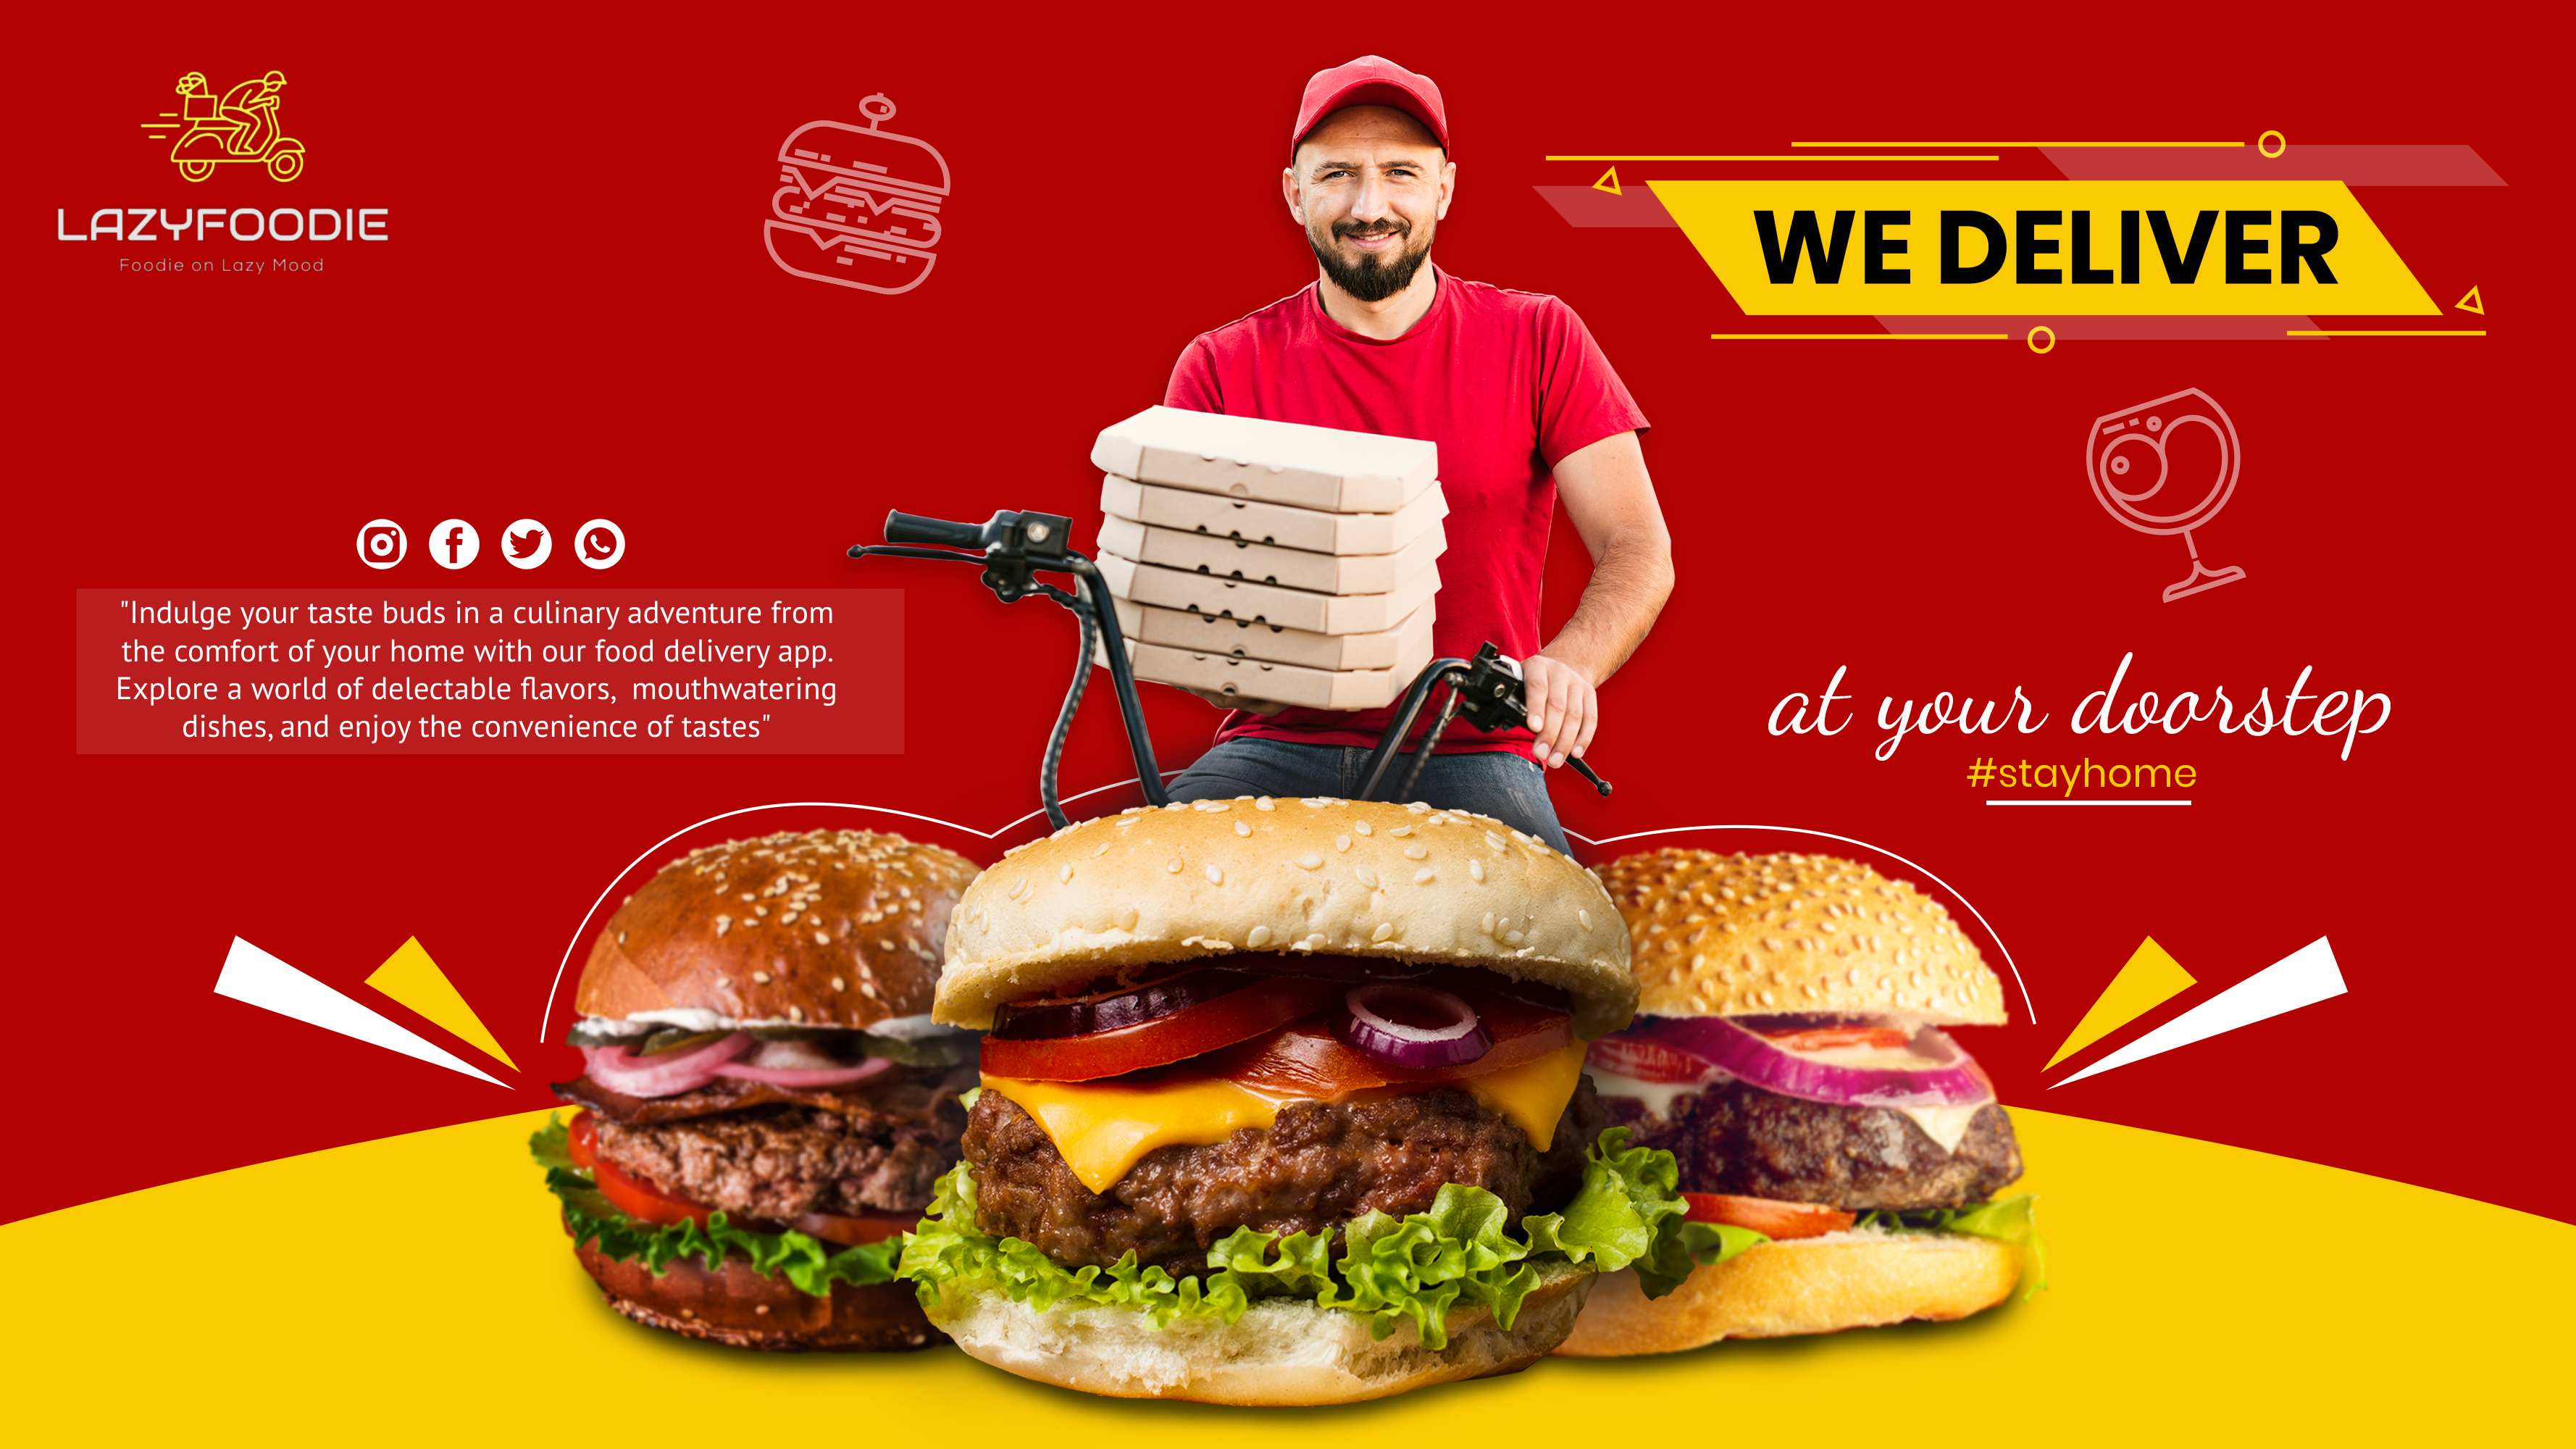 LAZYFOODIE
Foodie on Lazy Mood
WE DELIVER
"Indulge your taste buds in a culinary adventure from
the comfort of your home with our food delivery app.
Explore a world of delectable flavors,  mouthwatering
dishes, and enjoy the convenience of tastes"
at your doorstep
#stayhome